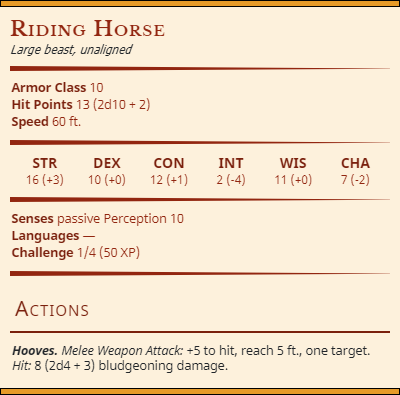 Riding Horse
Large beast, unaligned
Armor Class 10
Hit Points 13 (2d10 + 2)
Speed 60 ft.
STR DEX CON INT WIS CHA
16 (+3) 10 (+0) 12 (+1) 2 (-4) 11 (+0) 7 (-2)
Senses passive Perception 10
Languages —
Challenge 1/4 (50 XP)
Actions
Hooves. Melee Weapon Attack: +5 to hit, reach 5 ft., one target.
Hit: 8 (2d4 + 3) bludgeoning damage.